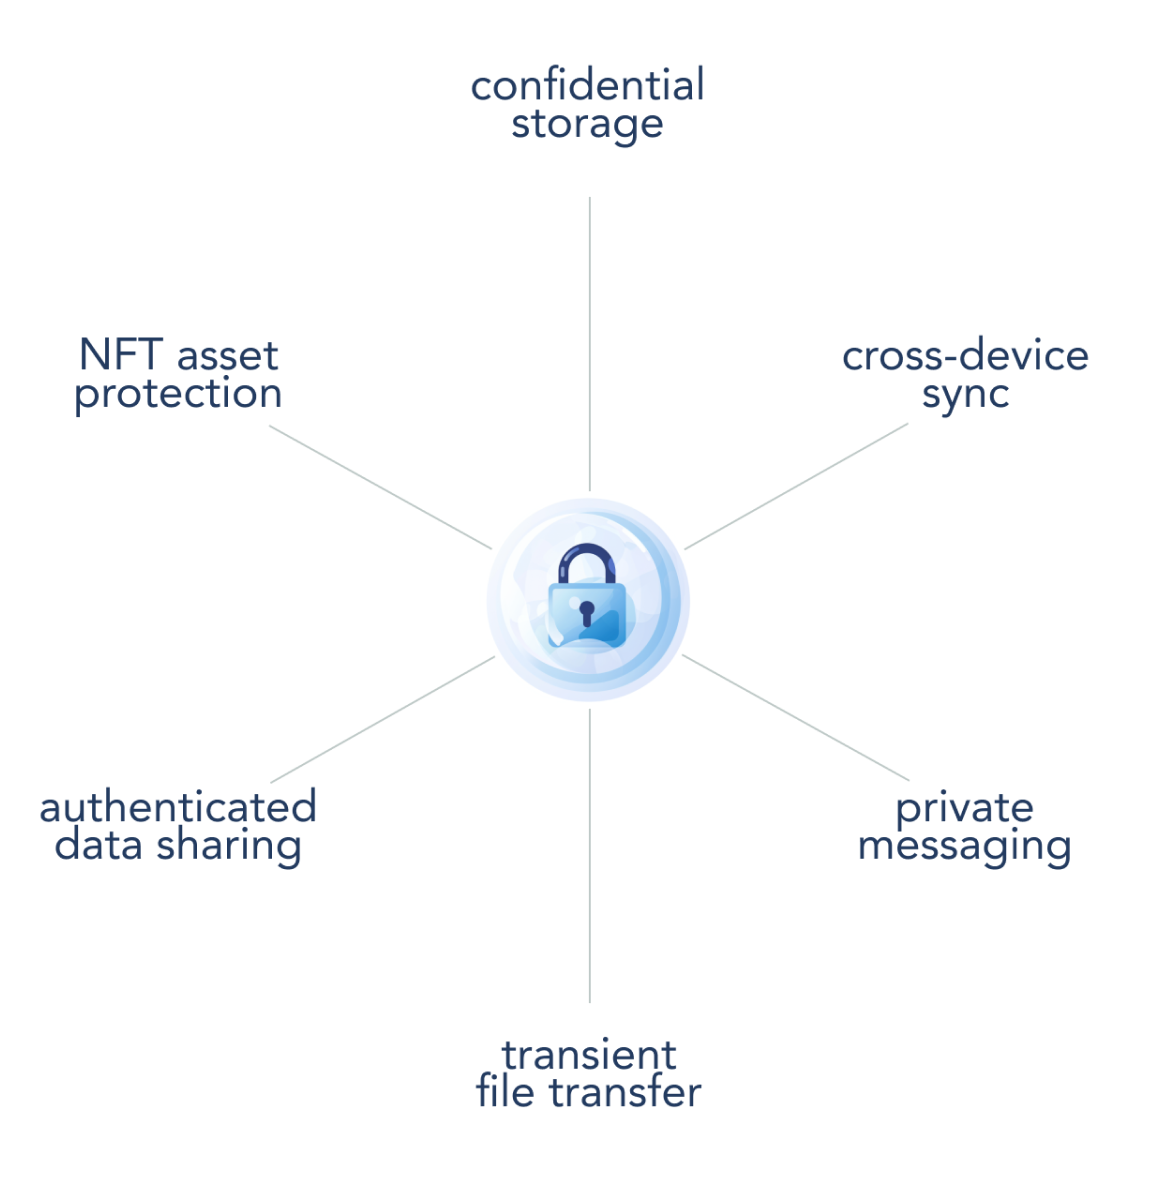 confidential
storage
NFT asset
protection
cross-device
sync
authenticated
data sharing
private
messaging
transient
file transfer